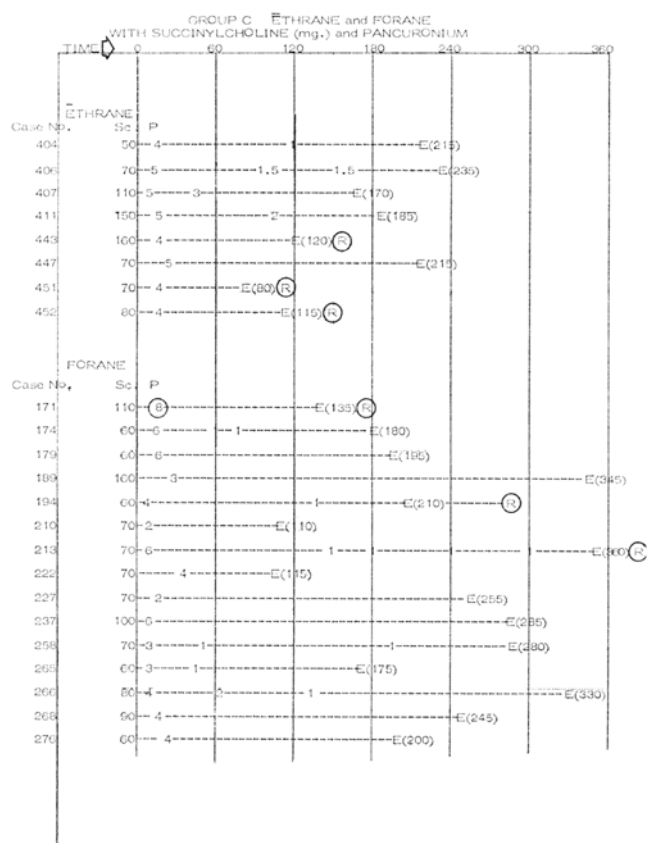 GROUP C ETHRANE and FORANE
WITH SUCCINYLCHOLINE (mg.) and PANCURONIUM
TIME 0 60 120 180 240 300 360
ETHRANE
Case No. Sc. P
404 50 4 1 E(215)
406 70 5 1.5 1.5 E(235)
407 110 5 3 E(170)
411 150 5 2 E(185)
443 160 4 E(120) R
447 70 5 E(215)
451 70 4 E(80) R
452 80 4 E(115) R
FORANE
Case No. Sc. P
171 110 8 E(135) R
174 60 6 1 E(180)
179 60 6 E(195)
189 100 3 E(345)
194 60 4 1 E(210) R
210 70 2 E(110)
213 70 6 1 1 1 1 E(360) R
222 70 4 E(115)
227 70 2 E(255)
237 100 6 E(285)
258 70 3 1 1 E(280)
265 60 3 1 E(175)
266 80 4 2 1 E(330)
268 90 4 E(245)
276 60 4 E(200)